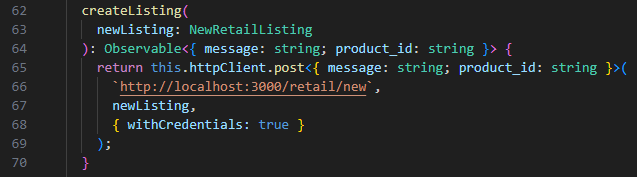 62 createListing(
63 newListing: NewRetailListing
64 ): Observable<{ message: string; product_id: string }> {
65 return this.httpClient.post<{ message: string; product_id: string }>(
66 `http://localhost:3000/retail/new`,
67 newListing,
68 { withCredentials: true }
69 );
70 }